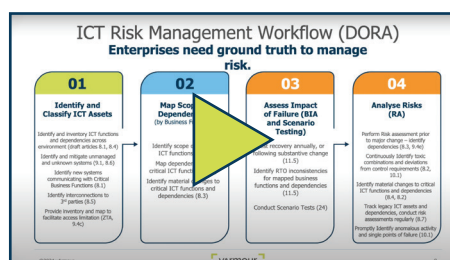 ICT Risk Management Workflow (DORA)
Enterprises need ground truth to manage
risk.
01
Identify and
Classify ICT Assets
Identify and inventory ICT functions
and dependencies across
environment (draft articles 8.1, 8.4)
Identify and mitigate unmanaged
and unknown systems (9.1, 8.6)
Identify new systems
communicating with Critical
Business Functions (8.1)
Identify interconnections to
3rd parties (8.5)
Provide inventory and map to
facilitate access limitation (ZTA,
9.4c)
02
Map
(by Business
Identify scope
ICT functions
Map
critical ICT
Identify material changes to
critical ICT functions and
dependencies (8.3)
03
Assess Impact
of Failure (BIA
and Scenario
Testing)
recovery annually, or
following substantive change
(11.5)
Identify RTO inconsistencies
for mapped business
functions and dependencies
(11.5)
Conduct Scenario Tests (24)
04
Analyse Risks
(RA)
Perform Risk assessment prior
to major change –
identify
dependencies (8.3, 9.4e)
Continuously Identify toxic
combinations and deviations
from control requirements (8.2,
10.1)
Identify material changes to critical
ICT functions and dependencies
(8.4, 8.2)
Track legacy ICT assets and
dependencies, conduct risk
assessments regularly (8.7)
Promptly Identify anomalous activity
and single points of failure (10.1)